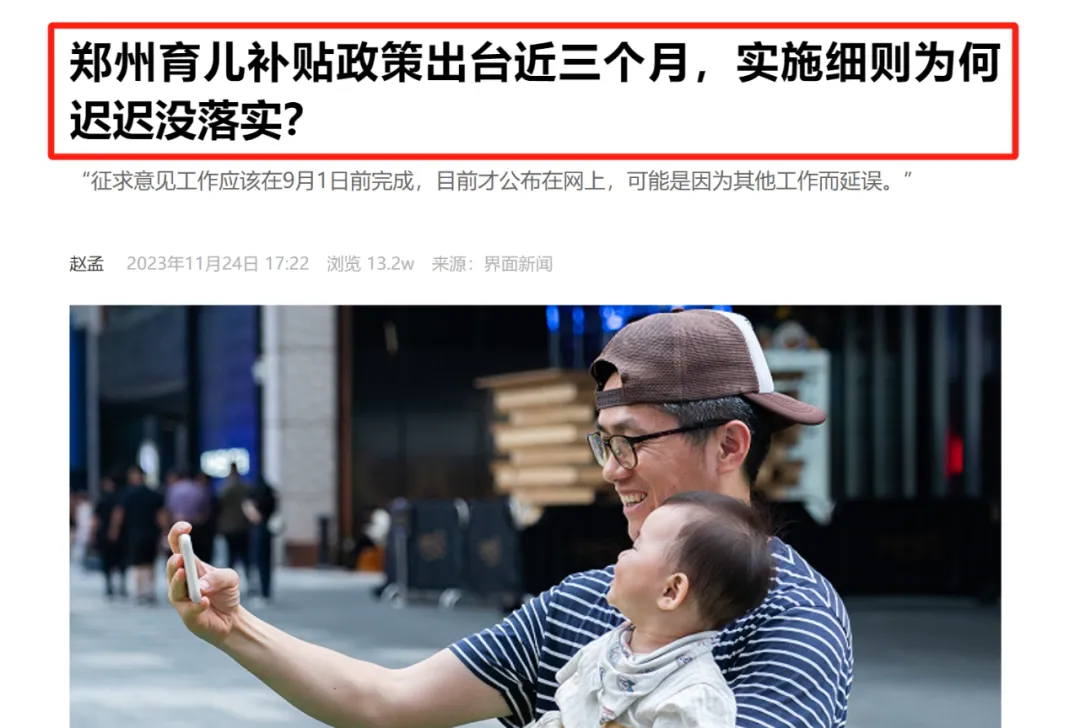 郑州育儿补贴政策出台近三个月，实施细则为何
迟迟没落实？
“征求意见工作应该在9月1日前完成，目前才公布在网上，可能是因为其他工作而延误。”
赵孟 2023年11月24日 17:22 浏览 13.2w 来源：界面新闻